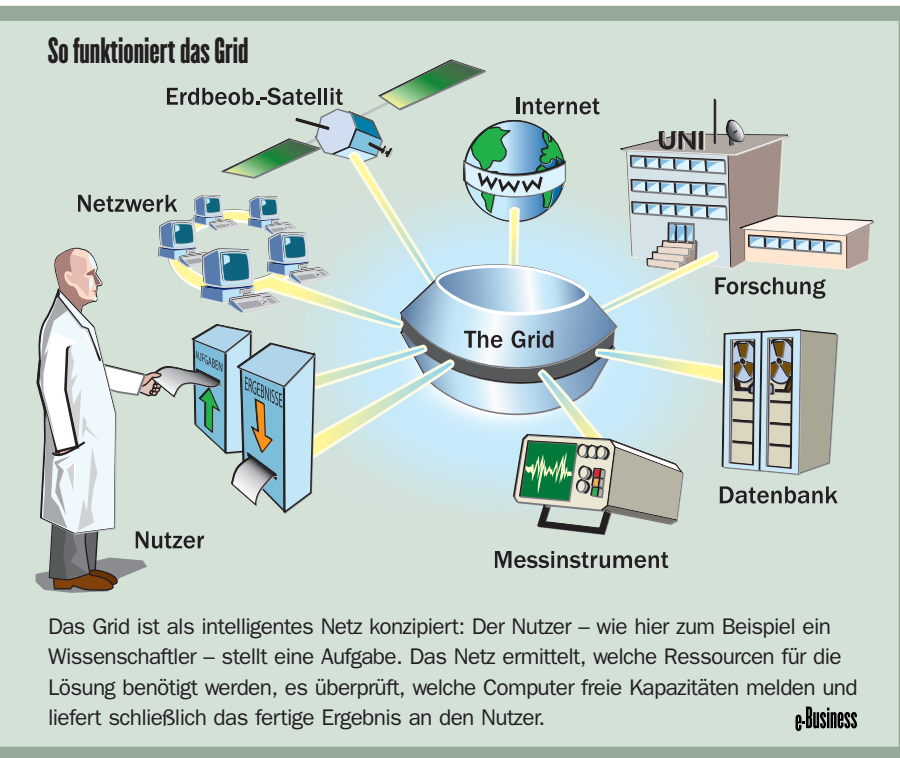 So funktioniert das Grid
Erdbeob.-Satellit
Internet
UNI
WWW
Netzwerk
Forschung
The Grid
AUFGABEN
ERGEBNISSE
Datenbank
Nutzer
Messinstrument
Das Grid ist als intelligentes Netz konzipiert: Der Nutzer – wie hier zum Beispiel ein
Wissenschaftler – stellt eine Aufgabe. Das Netz ermittelt, welche Ressourcen für die
Lösung benötigt werden, es überprüft, welche Computer freie Kapazitäten melden und
liefert schließlich das fertige Ergebnis an den Nutzer.
e-Business